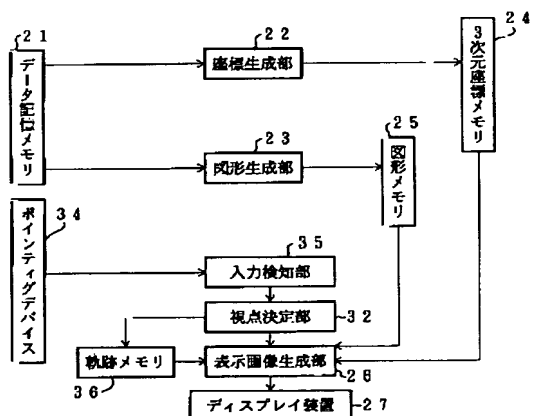 21
データ記憶メモリ
22
座標生成部
24
3次元座標メモリ
23
図形生成部
25
図形メモリ
34
ポインティグデバイス
35
入力検知部
視点決定部
32
軌跡メモリ
36
表示画像生成部
26
ディスプレイ装置
27